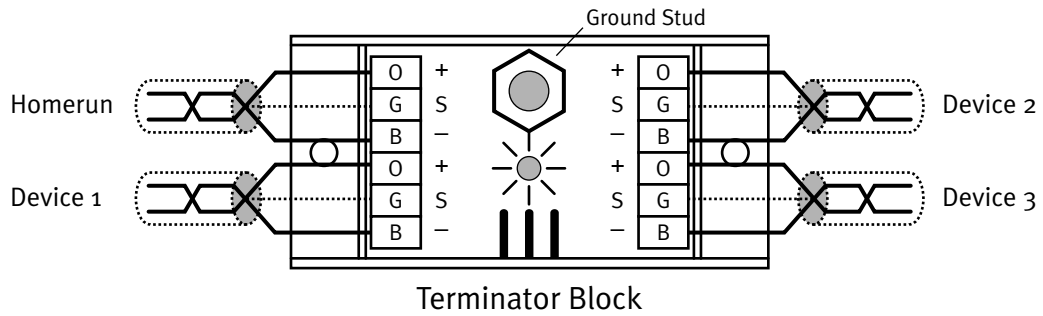 Ground Stud
Homerun
O + + O
G S S G
B – – B
Device 2
Device 1
O + + O
G S S G
B – – B
Device 3
Terminator Block